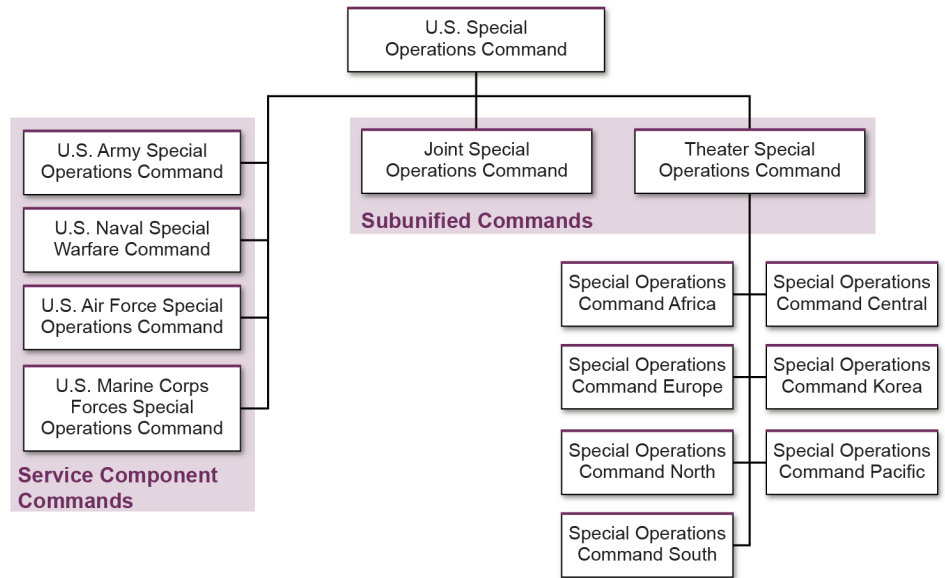 U.S. Special
Operations Command
U.S. Army Special
Operations Command
U.S. Naval Special
Warfare Command
U.S. Air Force Special
Operations Command
U.S. Marine Corps
Forces Special
Operations Command
Service Component
Commands
Joint Special
Operations Command
Theater Special
Operations Command
Subunified Commands
Special Operations
Command Africa
Special Operations
Command Central
Special Operations
Command Europe
Special Operations
Command Korea
Special Operations
Command North
Special Operations
Command Pacific
Special Operations
Command South